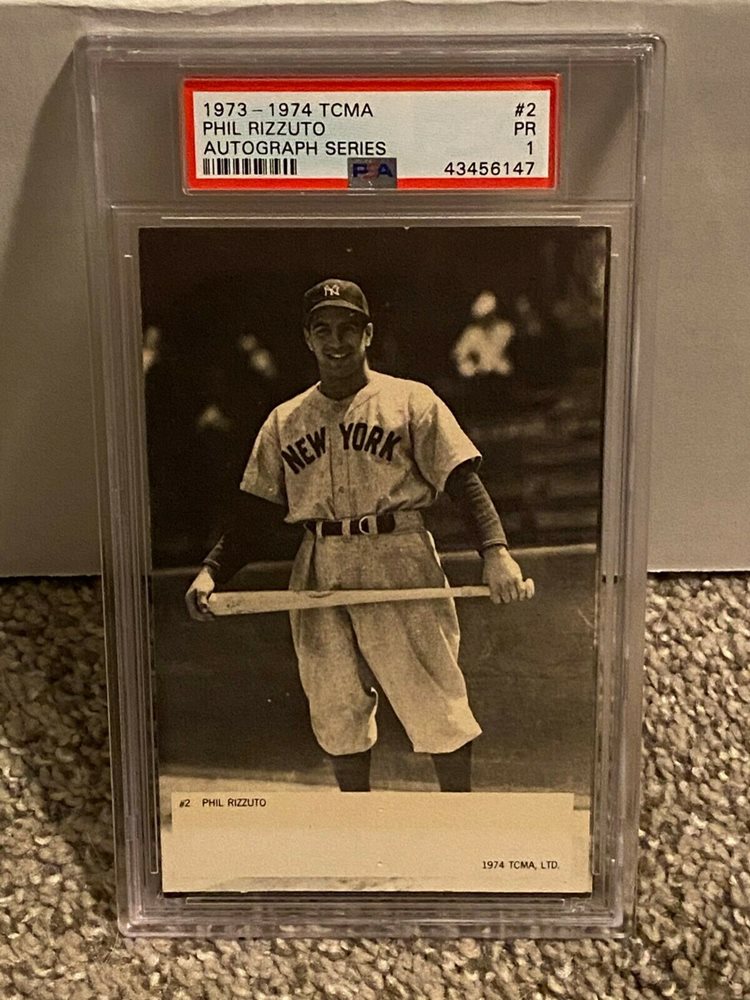 1973-1974 TCMA #2
PHIL RIZZUTO PR
AUTOGRAPH SERIES 1
PSA 43456147
NY
NEW YORK
#2 PHIL RIZZUTO
1974 TCMA, LTD.